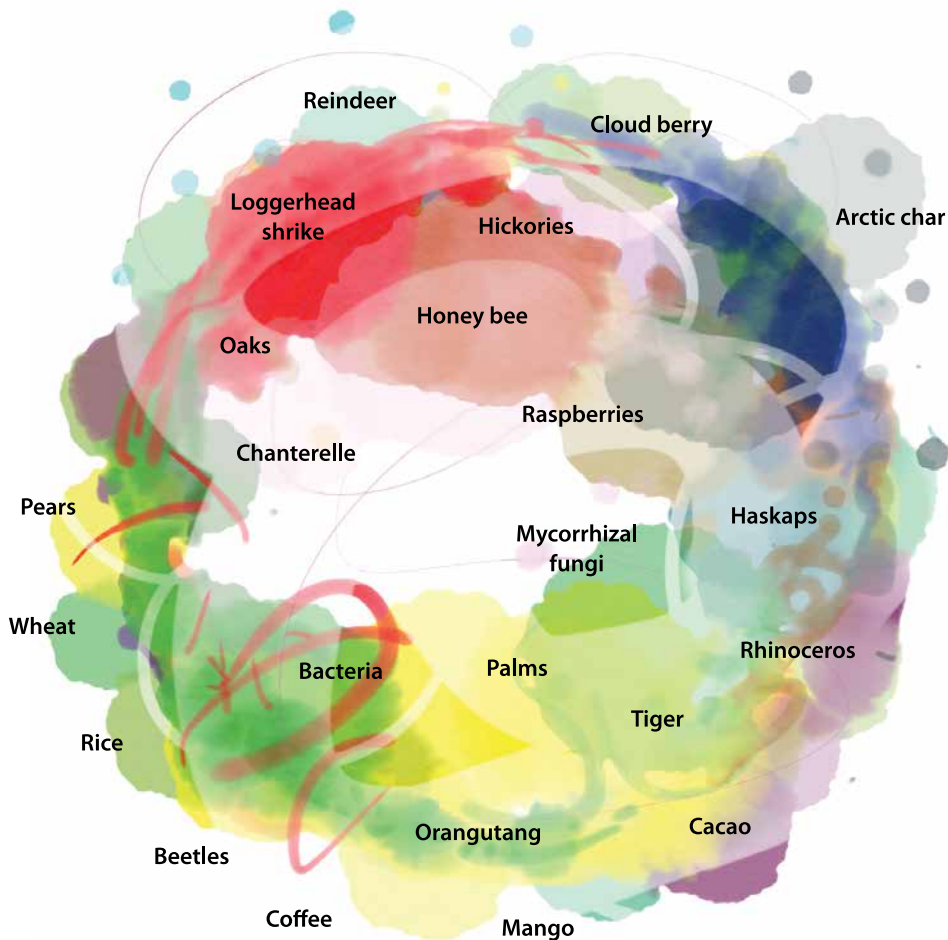 Reindeer
Cloud berry
Loggerhead
shrike
Hickories
Arctic char
Honey bee
Oaks
Raspberries
Chanterelle
Pears
Haskaps
Mycorrhizal
fungi
Wheat
Rhinoceros
Bacteria
Palms
Tiger
Rice
Orangutang
Cacao
Beetles
Coffee
Mango